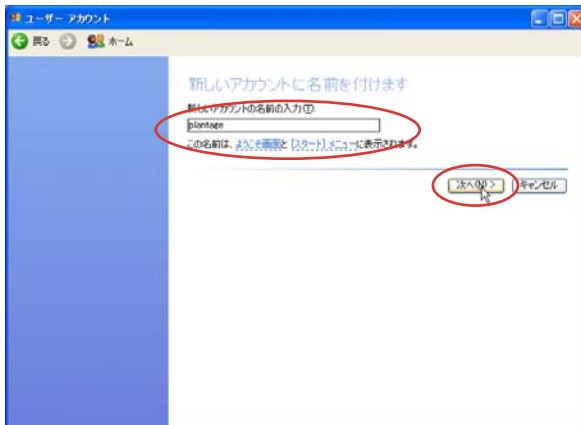 ユーザー アカウント
戻る ホーム
新しいアカウントに名前を付けます
新しいアカウントの名前の入力(T):
plantage
この名前は、ようこそ画面と [スタート] メニューに表示されます。
次へ(N) > キャンセル